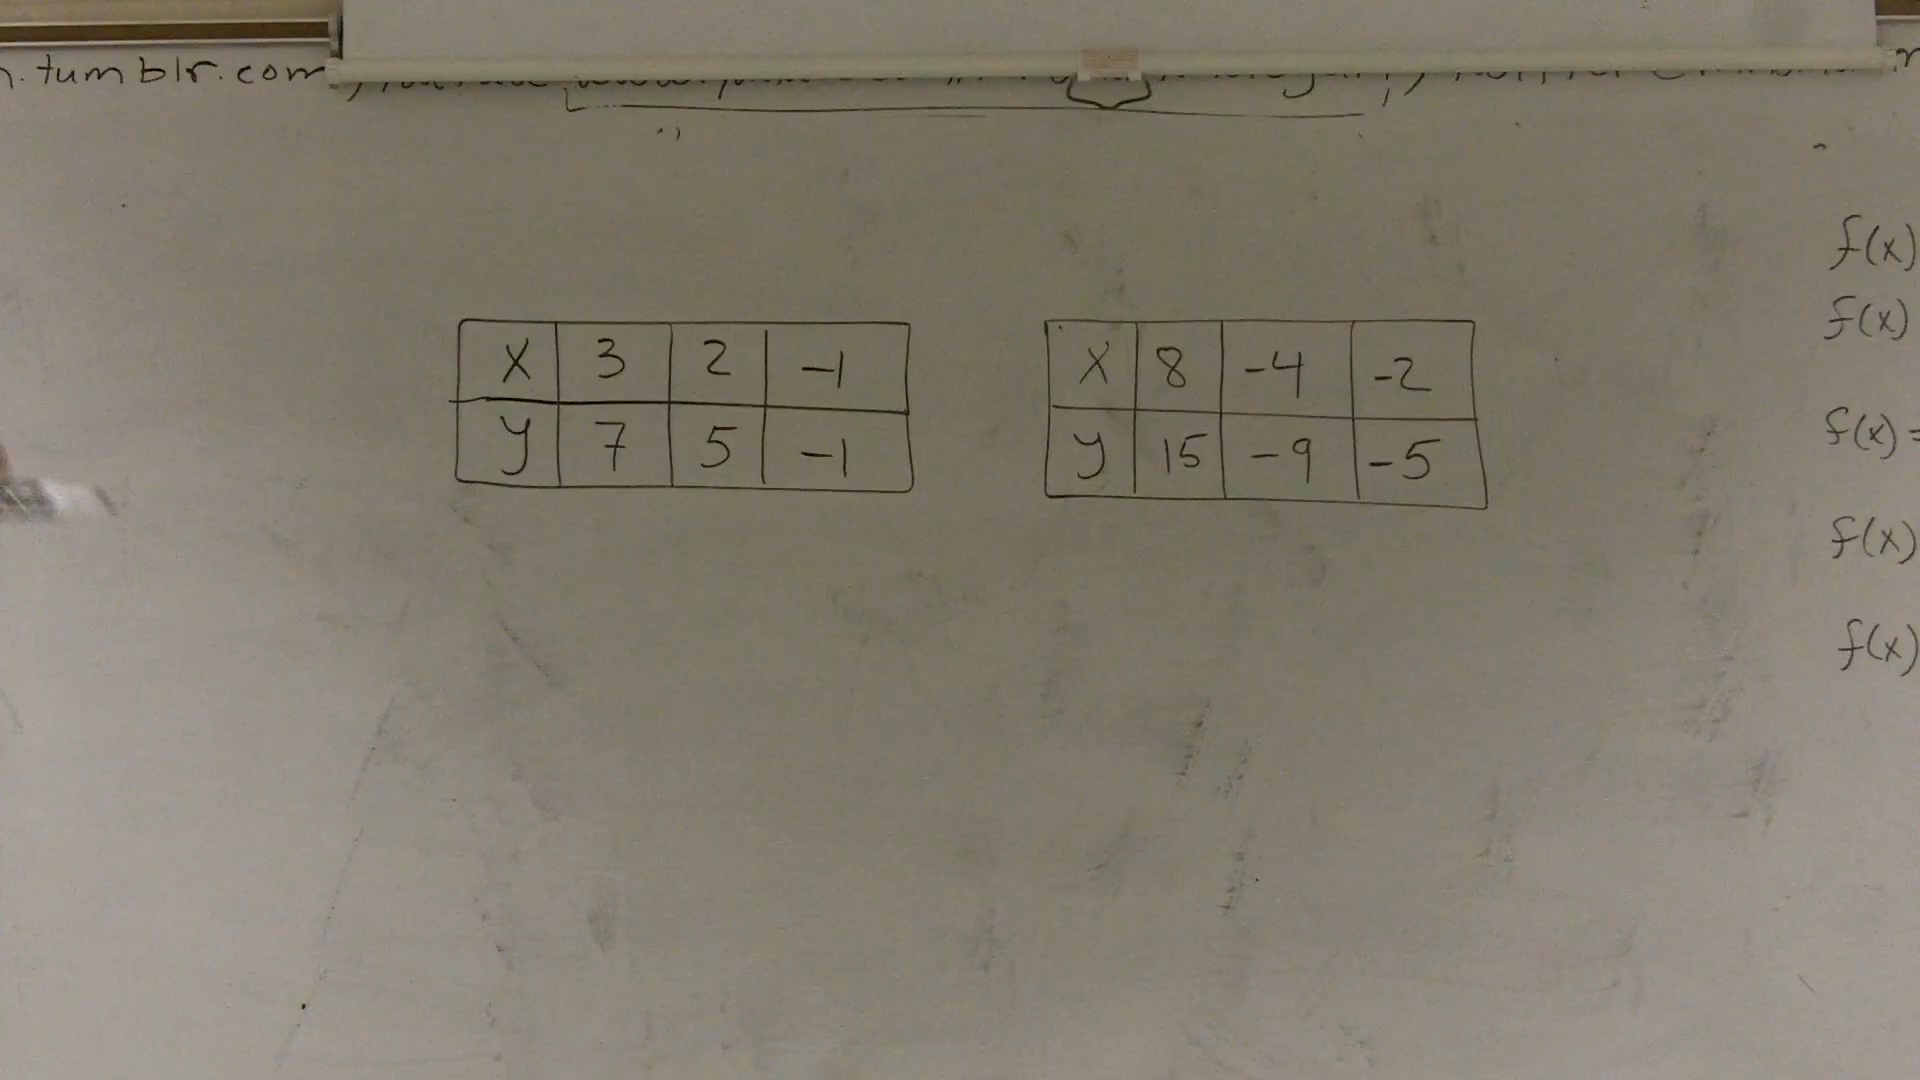 .tumblr.com
X 3 2 -1
y 7 5 -1
X 8 -4 -2
y 15 -9 -5
f(x)
f(x)
f(x) =
f(x)
f(x)